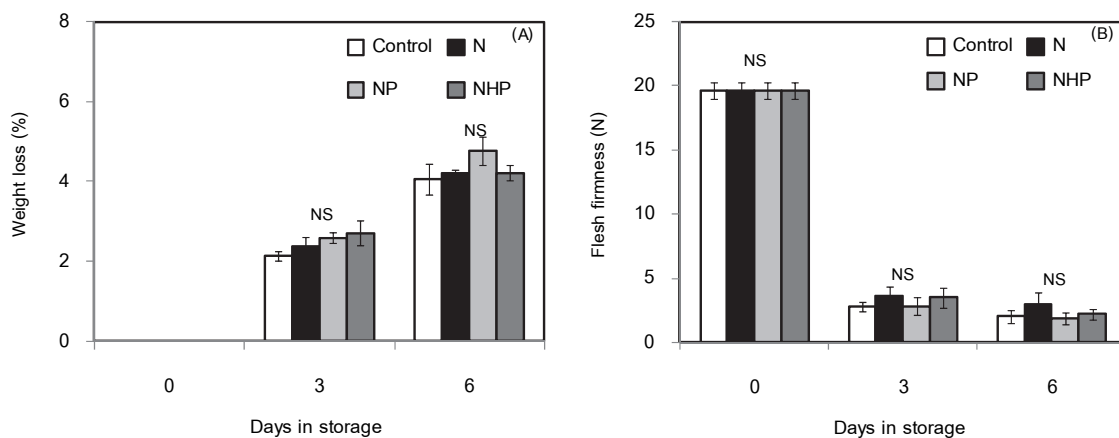 (A)
Control N
NP NHP
8
6
4
2
0
NS
NS
0 3 6
Weight loss (%)
Days in storage
(B)
Control N
NP NHP
25
20
15
10
5
0
NS
NS
NS
0 3 6
Flesh firmness (N)
Days in storage